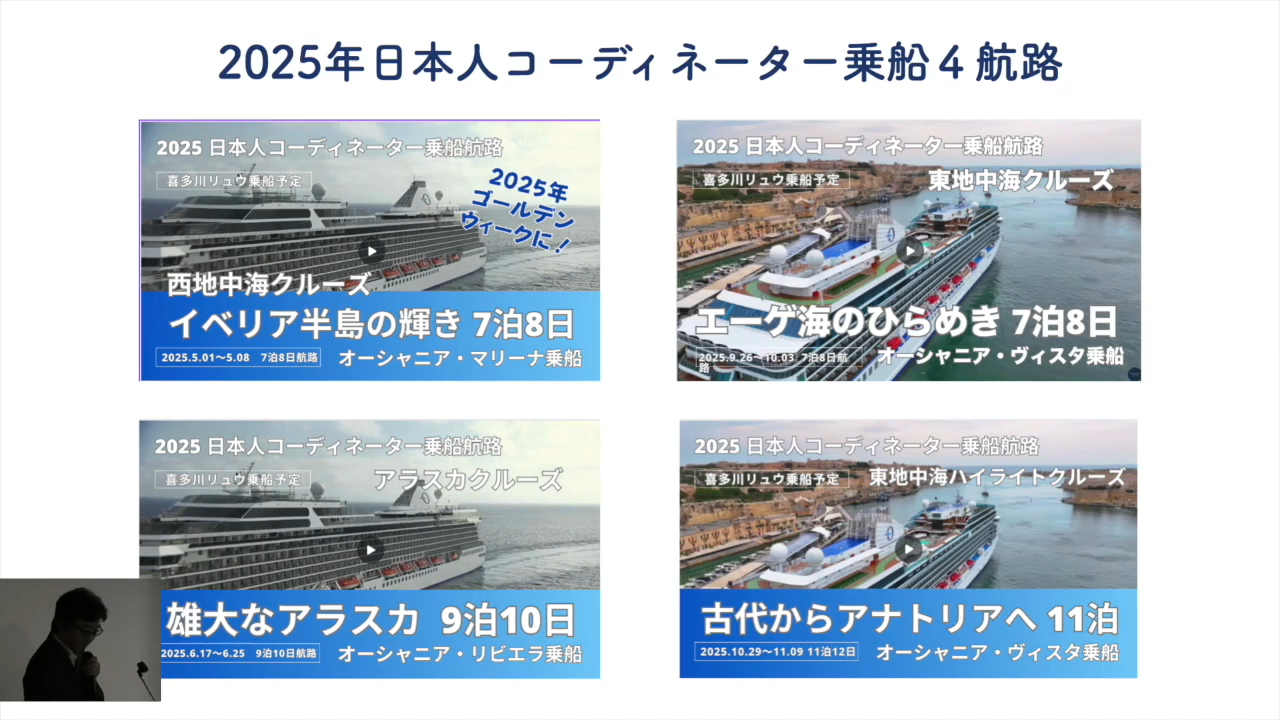 2025年日本人コーディネーター乗船４航路
2025 日本人コーディネーター乗船航路
喜多川リュウ乗船予定
2025年
ゴールデン
ウィークに！
西地中海クルーズ
イベリア半島の輝き 7泊8日
2025.5.01〜5.08 7泊8日航路
オーシャニア・マリーナ乗船
2025 日本人コーディネーター乗船航路
喜多川リュウ乗船予定
東地中海クルーズ
エーゲ海のひらめき 7泊8日
2025.9.26〜10.03 7泊8日航
路
オーシャニア・ヴィスタ乗船
2025 日本人コーディネーター乗船航路
喜多川リュウ乗船予定
アラスカクルーズ
雄大なアラスカ 9泊10日
2025.6.17〜6.25 9泊10日航路
オーシャニア・リビエラ乗船
2025 日本人コーディネーター乗船航路
喜多川リュウ乗船予定
東地中海ハイライトクルーズ
古代からアナトリアへ 11泊
2025.10.29〜11.09 11泊12日
オーシャニア・ヴィスタ乗船